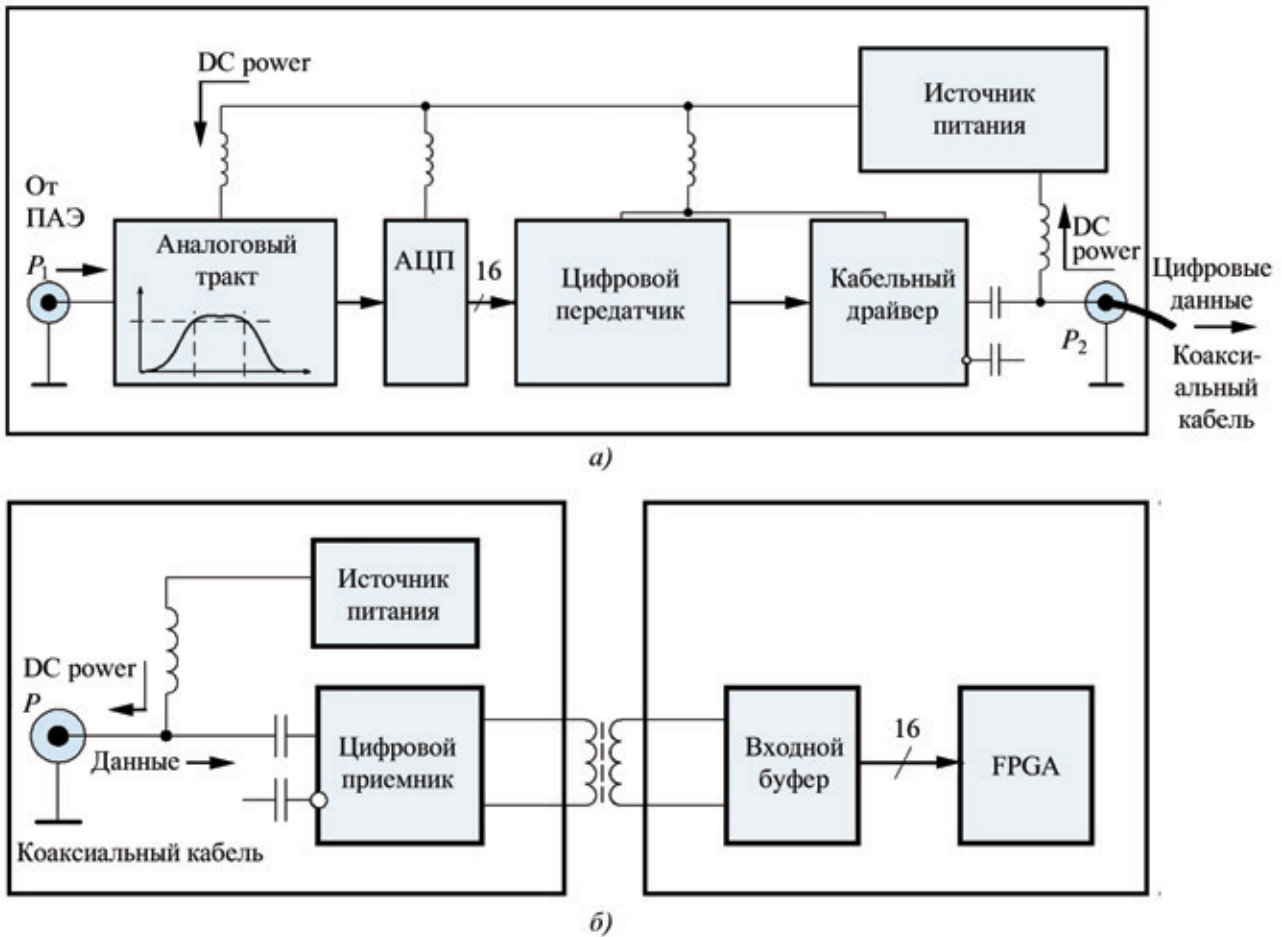 DC power
Источник
питания
От
ПАЭ
P₁
Аналоговый
тракт
АЦП
16
Цифровой
передатчик
Кабельный
драйвер
DC
power
P₂
Цифровые
данные
Коакси-
альный
кабель
а)
Источник
питания
DC power
P
Данные
Цифровой
приемник
Коаксиальный кабель
Входной
буфер
16
FPGA
б)